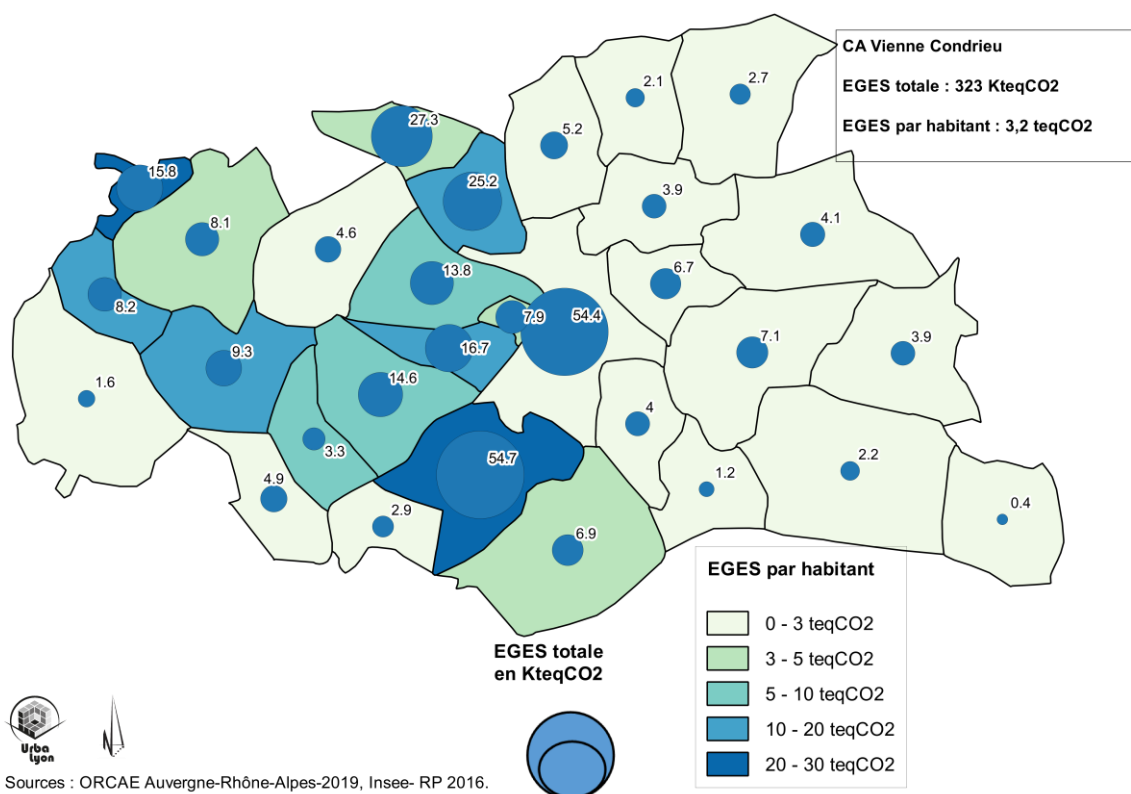 CA Vienne Condrieu
EGES totale : 323 KteqCO2
EGES par habitant : 3,2 teqCO2
2.1
2.7
5.2
27.3
15.8
25.2
3.9
8.1
4.1
4.6
13.8
6.7
8.2
7.9
54.4
16.7
7.1
3.9
9.3
1.6
14.6
4
3.3
54.7
2.2
1.2
4.9
0.4
2.9
6.9
EGES par habitant
0 - 3 teqCO2
3 - 5 teqCO2
5 - 10 teqCO2
10 - 20 teqCO2
20 - 30 teqCO2
EGES totale
en KteqCO2
Urba
Lyon
Sources : ORCAE Auvergne-Rhône-Alpes-2019, Insee- RP 2016.